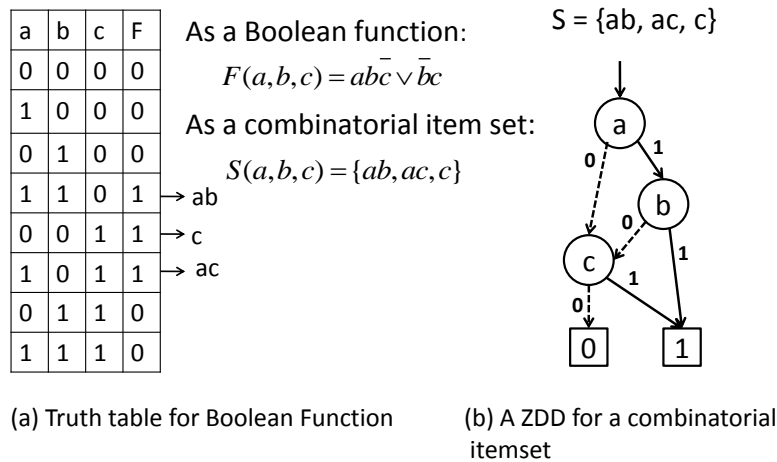 a b c F
0 0 0 0
1 0 0 0
0 1 0 0
1 1 0 1 → ab
0 0 1 1 → c
1 0 1 1 → ac
0 1 1 0
1 1 1 0
As a Boolean function:
F(a,b,c) = abc̅ ∨ b̅c
As a combinatorial item set:
S(a,b,c) = {ab, ac, c}
(a) Truth table for Boolean Function
S = {ab, ac, c}
a
0 1
b
0 1
c
0 1
0 1
(b) A ZDD for a combinatorial
itemset